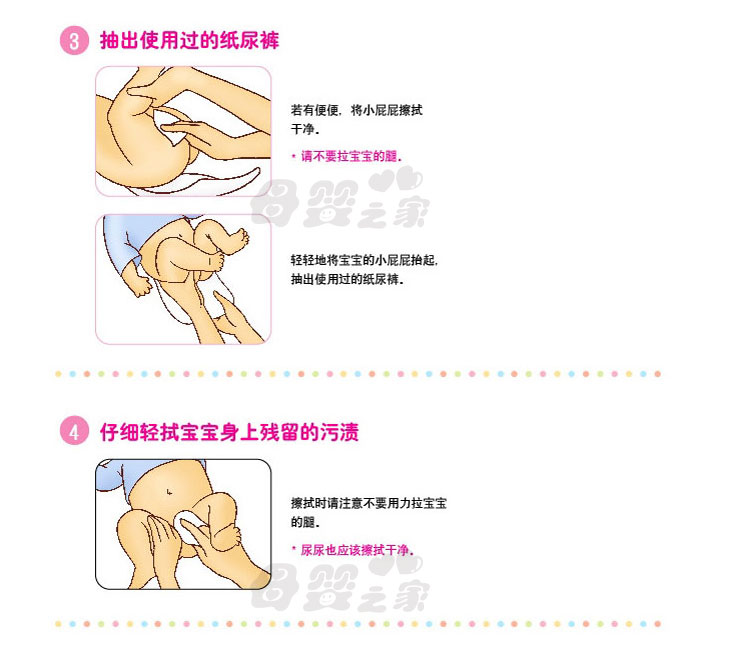 3 抽出使用过的纸尿裤
若有便便，将小屁屁擦拭
干净。
* 请不要拉宝宝的腿。
母婴之家
轻轻地将宝宝的小屁屁抬起，
抽出使用过的纸尿裤。
4 仔细轻拭宝宝身上残留的污渍
擦拭时请注意不要用力拉宝宝
的腿。
* 尿尿也应该擦拭干净。
母婴之家